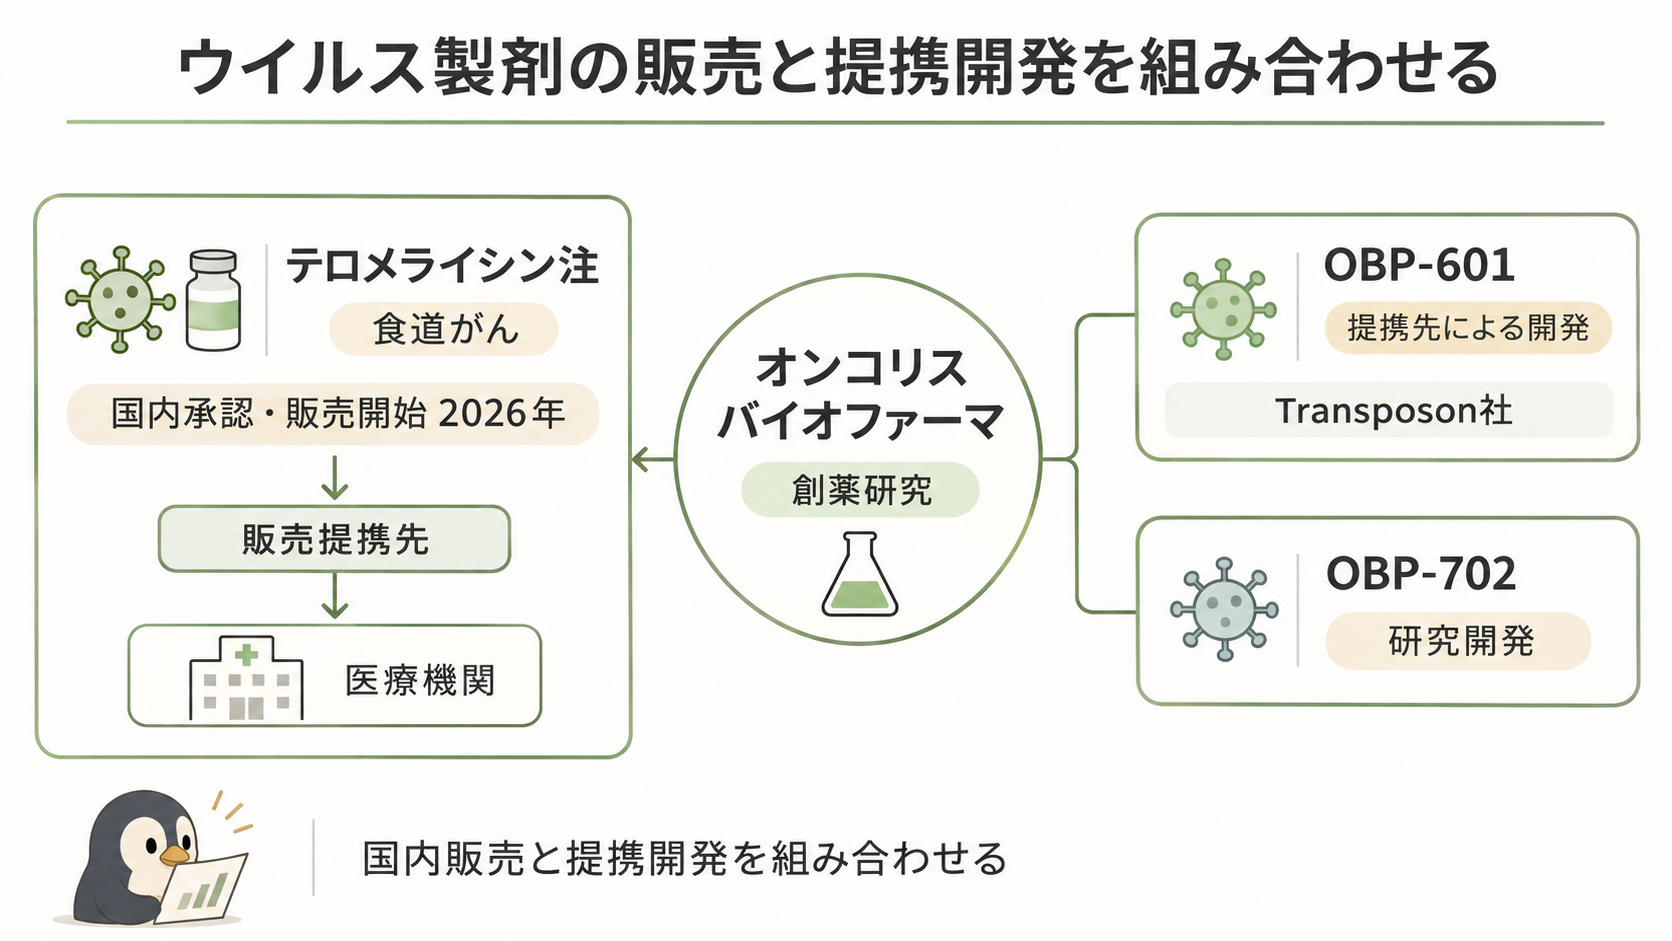 ウイルス製剤の販売と提携開発を組み合わせる
テロメライシン注
食道がん
国内承認・販売開始 2026年
販売提携先
医療機関
オンコリス
バイオファーマ
創薬研究
OBP-601
提携先による開発
Transposon社
OBP-702
研究開発
国内販売と提携開発を組み合わせる